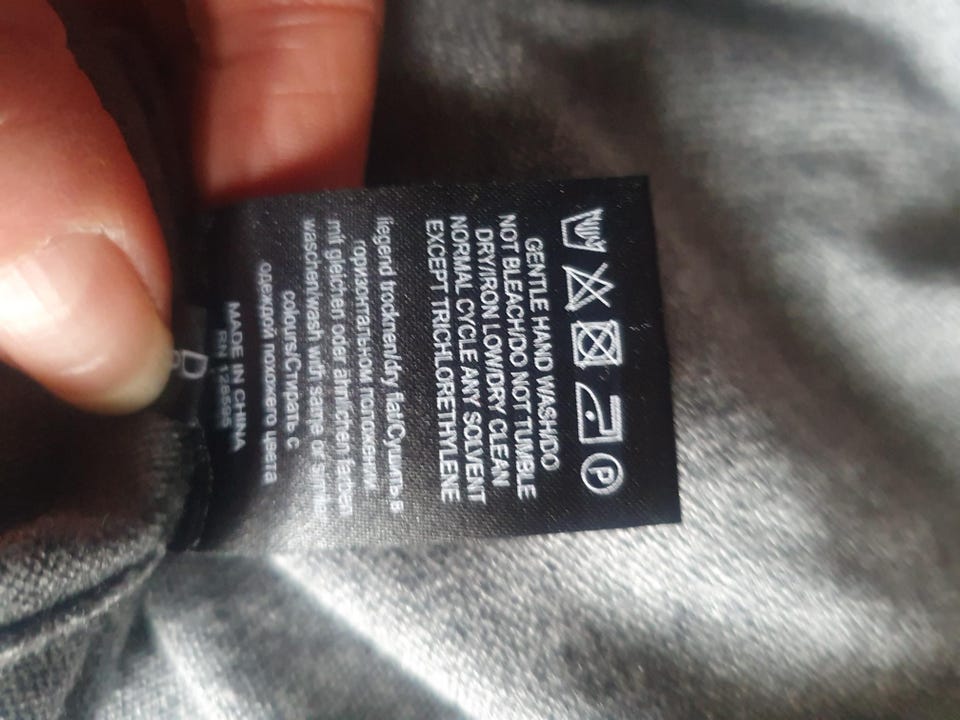 GENTLE HAND WASH/DO
NOT BLEACH/DO NOT TUMBLE
DRY/IRON LOW/DRY CLEAN
NORMAL CYCLE ANY SOLVENT
EXCEPT TRICHLORETHYLENE
liegend trocknen/dry flat/Сушить в
горизонтальном положении.
mit gleichen oder ähnlichen farben
waschen/wash with same or similar
colours/Стирать с
одеждой похожего цвета
MADE IN CHINA
RN 128595
P